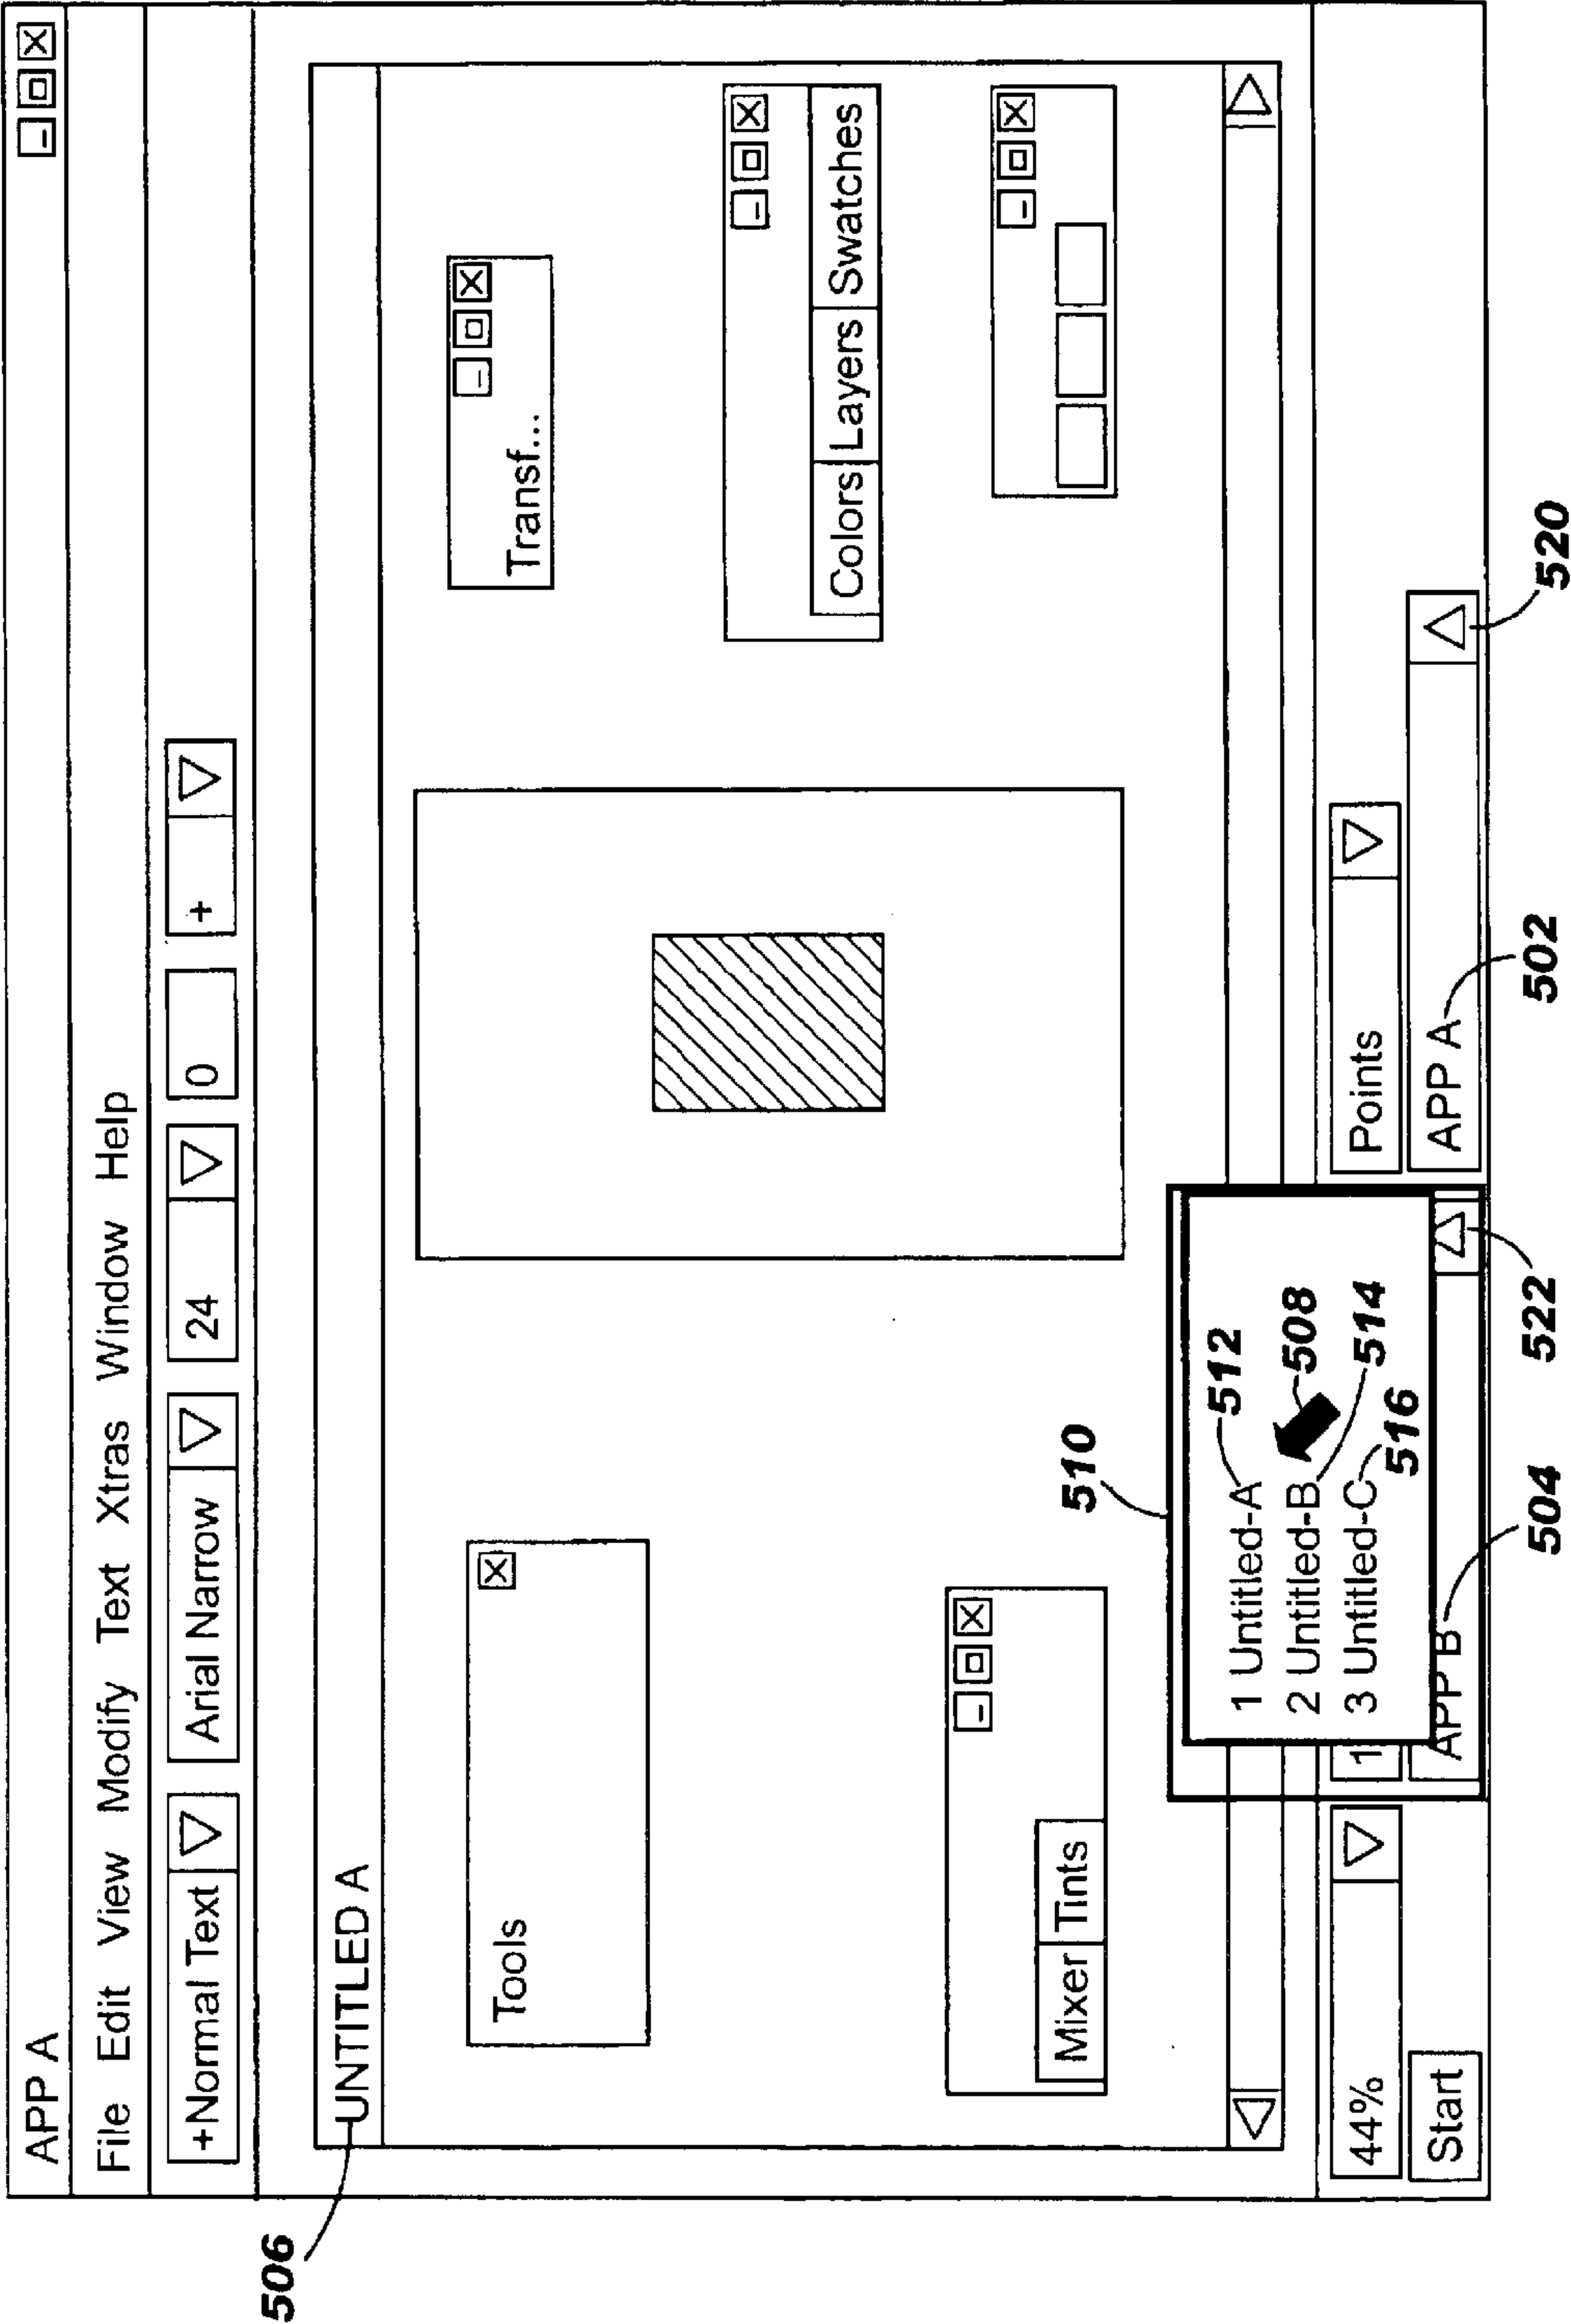 APP A
File Edit View Modify Text Xtras Window Help
+Normal Text Arial Narrow 24 0 +
506
UNTITLED A
Tools
Transf...
Colors Layers Swatches
Mixer Tints
510
1 Untitled-A 512
2 Untitled-B 508
514
3 Untitled-C
516
44% 1 Points
Start APP B APP A
504 522 502 520